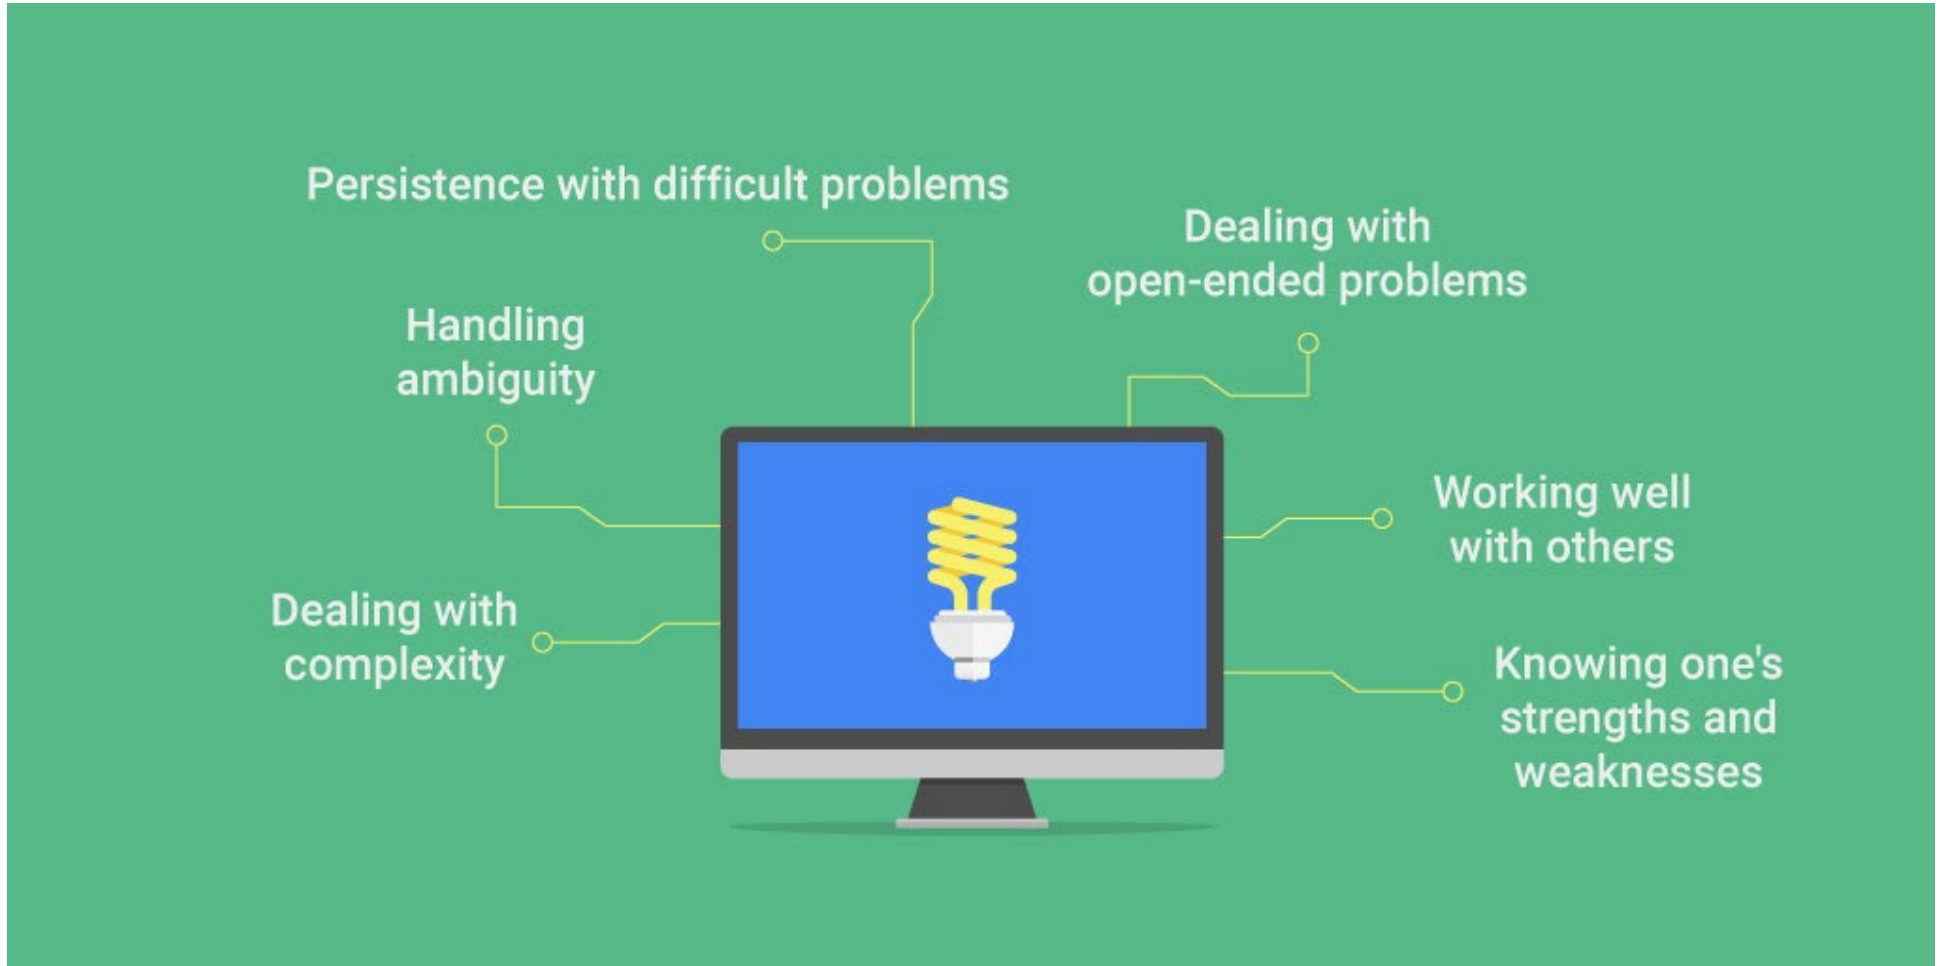 Persistence with difficult problems
Dealing with
open-ended problems
Handling
ambiguity
Working well
with others
Dealing with
complexity
Knowing one's
strengths and
weaknesses